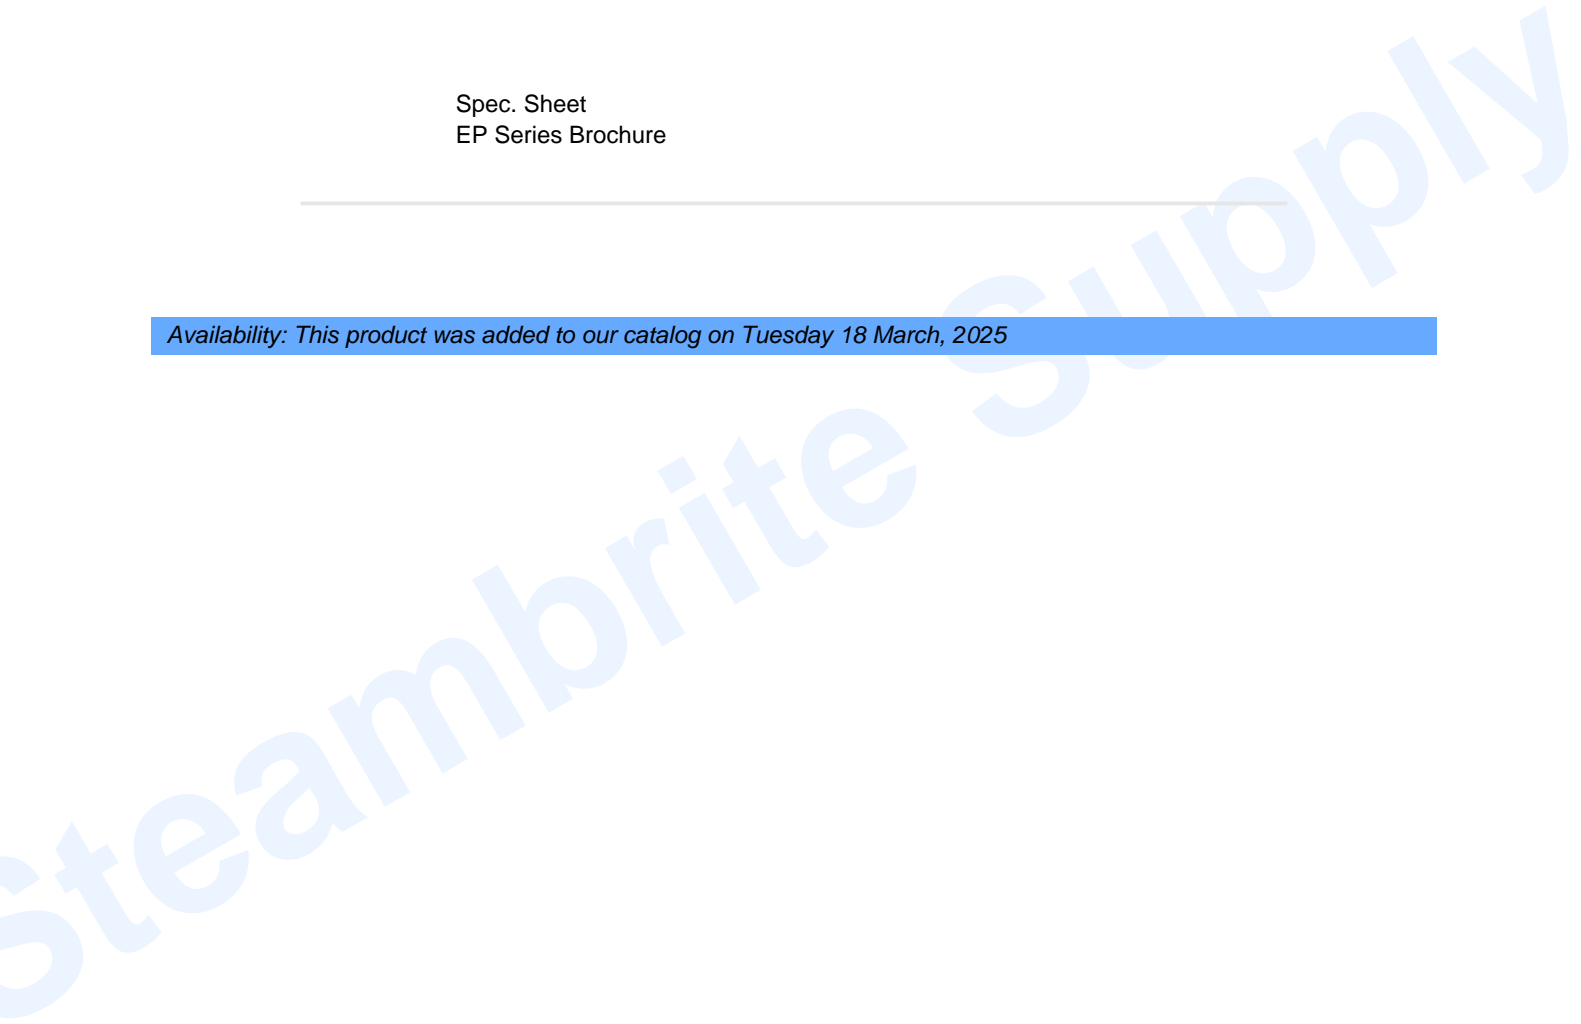 Spec. Sheet
EP Series Brochure
Availability: This product was added to our catalog on Tuesday 18 March, 2025
Steambrite Supply